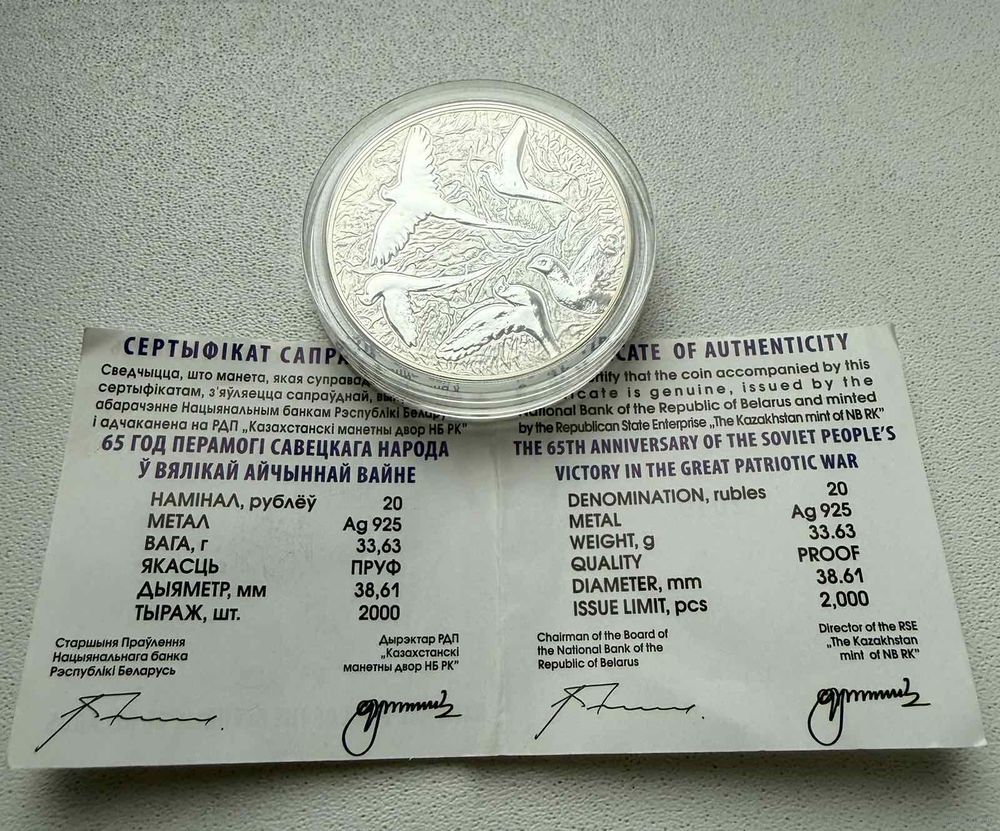 СЕРТЫФІКАТ
Сведчыцца, што манета, якая
сертыфікатам, з'яўляецца сапраўднай,
абарачэнне Нацыянальным банкам Рэспублікі
і адчаканена на РДП „Казахстанскі манетны двор НБ РК"
65 ГОД ПЕРАМОГІ САВЕЦКАГА НАРОДА
Ў ВЯЛІКАЙ АЙЧЫННАЙ ВАЙНЕ
НАМІНАЛ, рублёў 20
МЕТАЛ Ag 925
ВАГА, г 33,63
ЯКАСЦЬ ПРУФ
ДЫЯМЕТР, мм 38,61
ТЫРАЖ, шт. 2000
Старшыня Праўлення
Нацыянальнага банка
Рэспублікі Беларусь
Дырэктар РДП
„Казахстанскі
манетны двор НБ РК"
OF AUTHENTICITY
that the coin accompanied by this
is genuine, issued by the
National Bank of the Republic of Belarus and minted
by the Republican State Enterprise „The Kazakhstan mint of NB RK"
THE 65TH ANNIVERSARY OF THE SOVIET PEOPLE'S
VICTORY IN THE GREAT PATRIOTIC WAR
DENOMINATION, rubles 20
METAL Ag 925
WEIGHT, g 33.63
QUALITY PROOF
DIAMETER, mm 38.61
ISSUE LIMIT, pcs 2,000
Chairman of the Board of
the National Bank of the
Republic of Belarus
Director of the RSE
„The Kazakhstan
mint of NB RK"